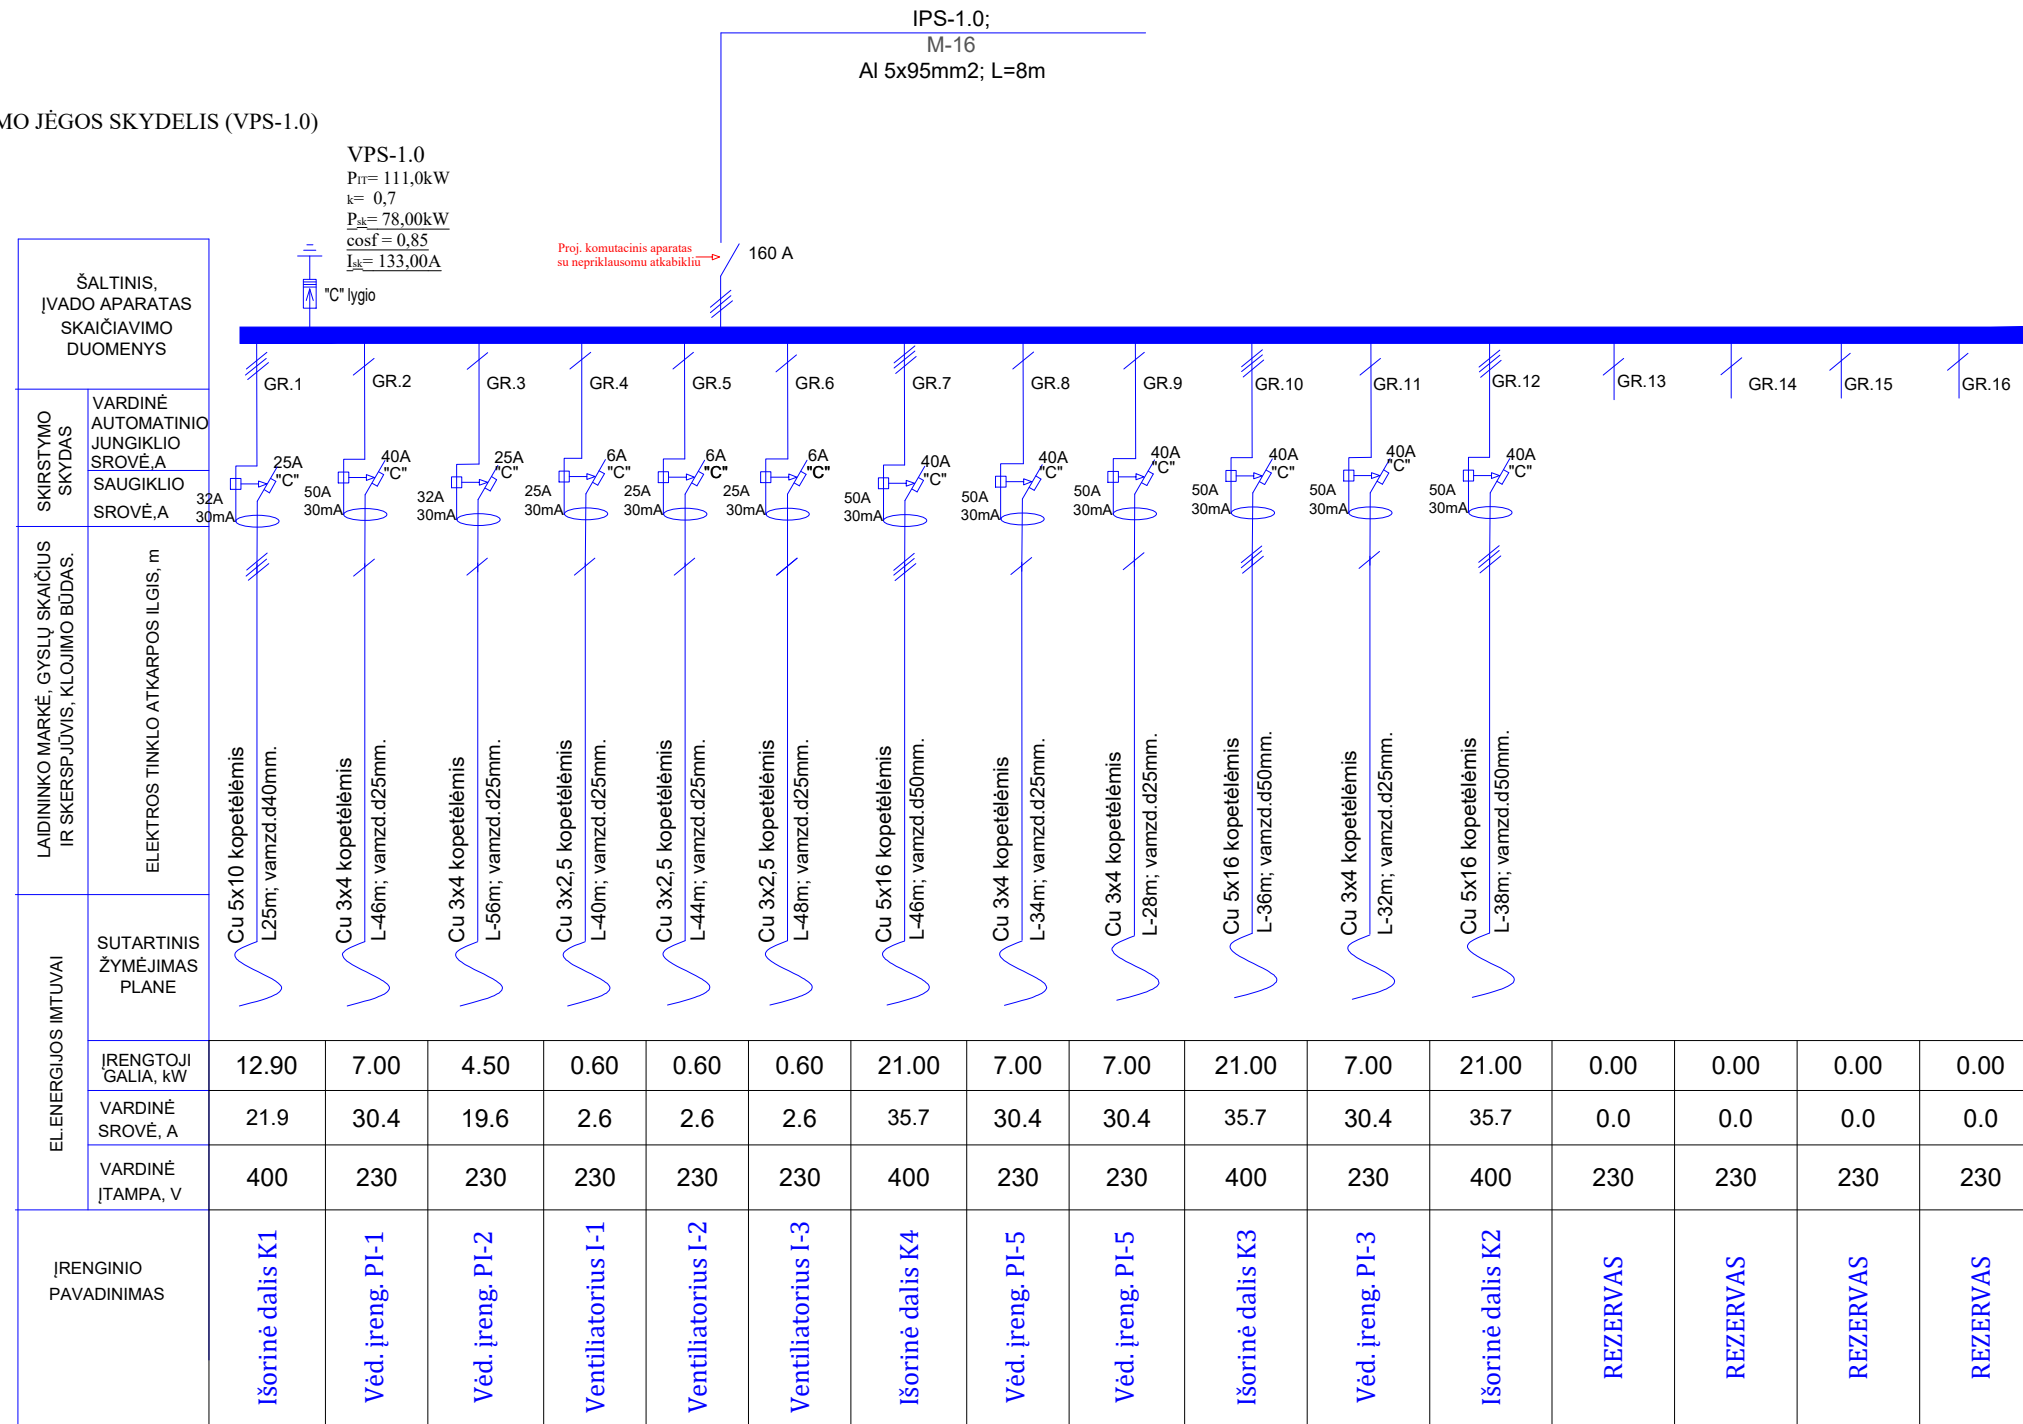 IPS-1.0;
M-16
Al 5x95mm2; L=8m
MO JĖGOS SKYDELIS (VPS-1.0)
VPS-1.0
PIT= 111,0kW
k= 0,7
Psk= 78,00kW
cosf = 0,85
Isk= 133,00A
Proj. komutacinis aparatas
su nepriklausomu atkabikliu
160 A
"C" lygio
ŠALTINIS,
ĮVADO APARATAS
SKAIČIAVIMO
DUOMENYS
GR.1 GR.2 GR.3 GR.4 GR.5 GR.6 GR.7 GR.8 GR.9 GR.10 GR.11 GR.12 GR.13 GR.14 GR.15 GR.16
SKIRSTYMO
SKYDAS
VARDINĖ
AUTOMATINIO
JUNGIKLIO
SROVĖ,A
SAUGIKLIO
SROVĖ,A
25A 40A 25A 6A 6A 6A 40A 40A 40A 40A 40A 40A
"C" "C" "C" "C" "C" "C" "C" "C" "C" "C" "C" "C"
32A 50A 32A 25A 25A 25A 50A 50A 50A 50A 50A 50A
30mA 30mA 30mA 30mA 30mA 30mA 30mA 30mA 30mA 30mA 30mA 30mA
LAIDININKO MARKĖ, GYSLŲ SKAIČIUS
IR SKERSPJŪVIS, KLOJIMO BŪDAS.
ELEKTROS TINKLO ATKARPOS ILGIS, m
Cu 5x10 kopetėlėmis
L25m; vamzd.d40mm.
Cu 3x4 kopetėlėmis
L-46m; vamzd.d25mm.
Cu 3x4 kopetėlėmis
L-56m; vamzd.d25mm.
Cu 3x2,5 kopetėlėmis
L-40m; vamzd.d25mm.
Cu 3x2,5 kopetėlėmis
L-44m; vamzd.d25mm.
Cu 3x2,5 kopetėlėmis
L-48m; vamzd.d25mm.
Cu 5x16 kopetėlėmis
L-46m; vamzd.d50mm.
Cu 3x4 kopetėlėmis
L-34m; vamzd.d25mm.
Cu 3x4 kopetėlėmis
L-28m; vamzd.d25mm.
Cu 5x16 kopetėlėmis
L-36m; vamzd.d50mm.
Cu 3x4 kopetėlėmis
L-32m; vamzd.d25mm.
Cu 5x16 kopetėlėmis
L-38m; vamzd.d50mm.
EL.ENERGIJOS IMTUVAI
SUTARTINIS
ŽYMĖJIMAS
PLANE
ĮRENGTOJI
GALIA, kW
12.90 7.00 4.50 0.60 0.60 0.60 21.00 7.00 7.00 21.00 7.00 21.00 0.00 0.00 0.00 0.00
VARDINĖ
SROVĖ, A
21.9 30.4 19.6 2.6 2.6 2.6 35.7 30.4 30.4 35.7 30.4 35.7 0.0 0.0 0.0 0.0
VARDINĖ
ĮTAMPA, V
400 230 230 230 230 230 400 230 230 400 230 400 230 230 230 230
ĮRENGINIO
PAVADINIMAS
Išorinė dalis K1
Vėd. įreng. PI-1
Vėd. įreng. PI-2
Ventiliatorius I-1
Ventiliatorius I-2
Ventiliatorius I-3
Išorinė dalis K4
Vėd. įreng. PI-5
Vėd. įreng. PI-5
Išorinė dalis K3
Vėd. įreng. PI-3
Išorinė dalis K2
REZERVAS
REZERVAS
REZERVAS
REZERVAS